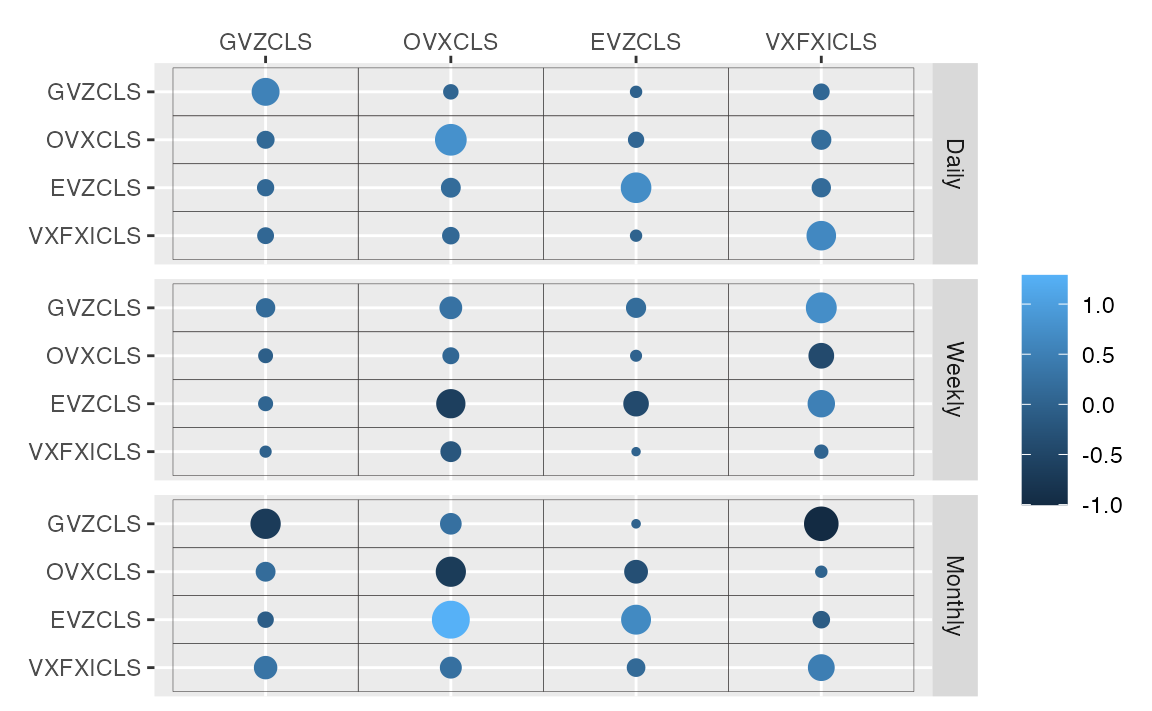 GVZCLS OVXCLS EVZCLS VXFXICLS
GVZCLS
OVXCLS
EVZCLS
VXFXICLS
Daily
GVZCLS
OVXCLS
EVZCLS
VXFXICLS
Weekly
GVZCLS
OVXCLS
EVZCLS
VXFXICLS
Monthly
1.0
0.5
0.0
-0.5
-1.0